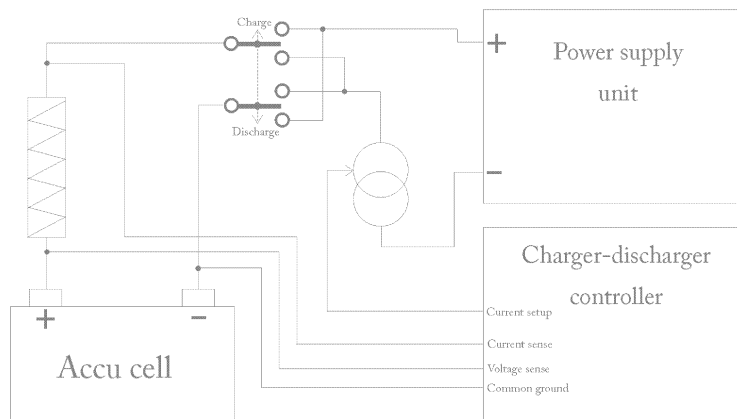 Charge
+
Power supply
unit
Discharge
−
Charger-discharger
controller
Current setup
+
−
Current sense
Accu cell
Voltage sense
Common ground